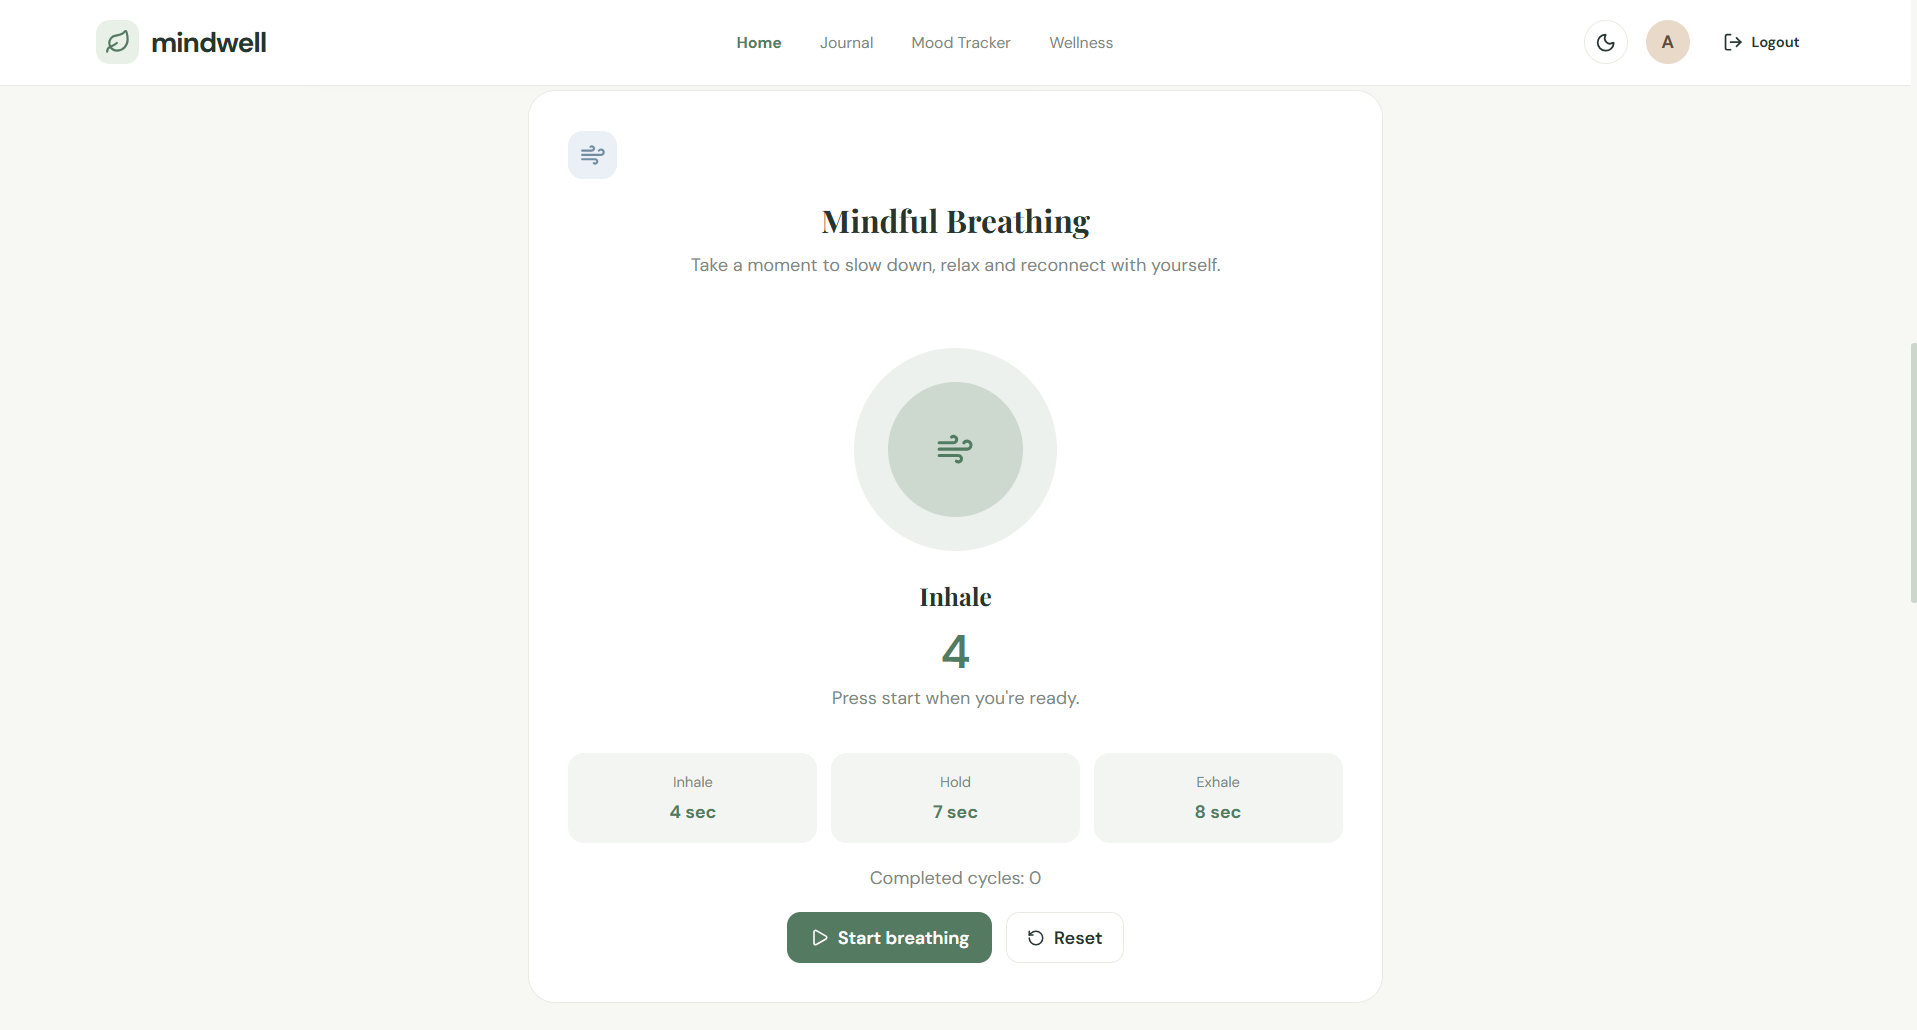 mindwell
Home
Journal
Mood Tracker
Wellness
A
Logout
Mindful Breathing
Take a moment to slow down, relax and reconnect with yourself.
Inhale
4
Press start when you're ready.
Inhale
4 sec
Hold
7 sec
Exhale
8 sec
Completed cycles: 0
Start breathing
Reset